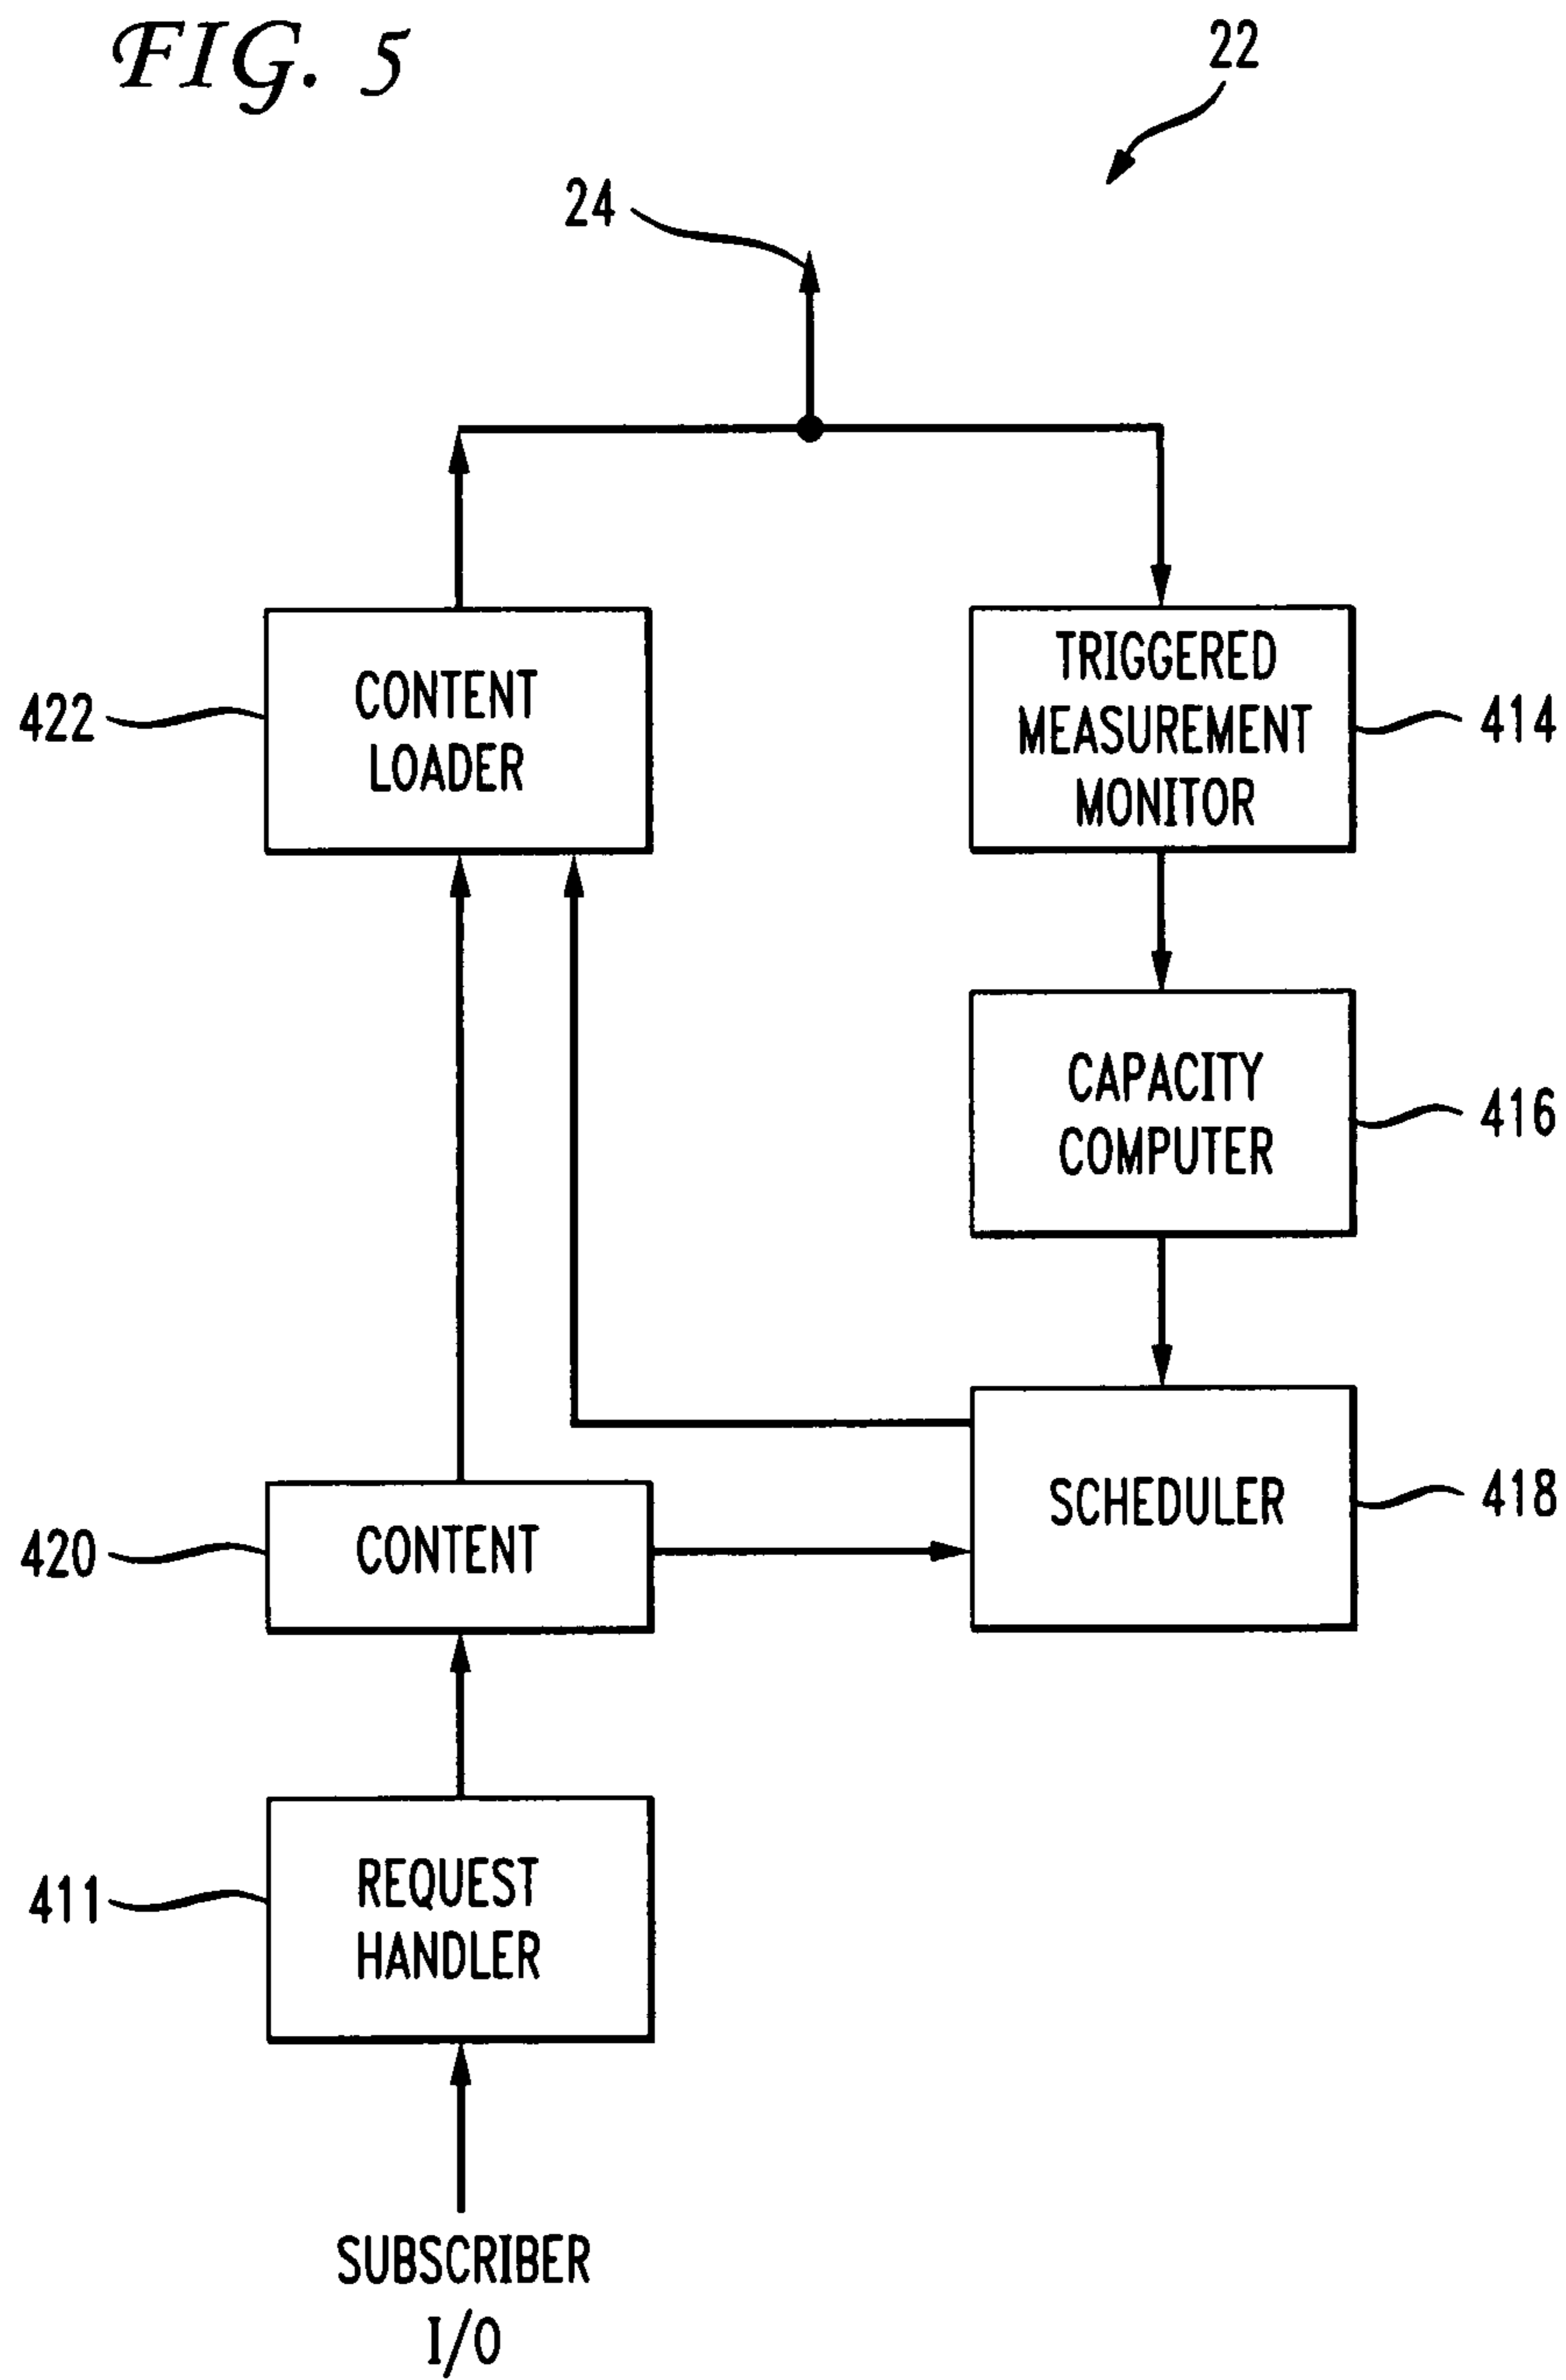 FIG. 5
22
24
CONTENT
LOADER
422
TRIGGERED
MEASUREMENT
MONITOR
414
CAPACITY
COMPUTER
416
SCHEDULER
418
CONTENT
420
REQUEST
HANDLER
411
SUBSCRIBER
I/O